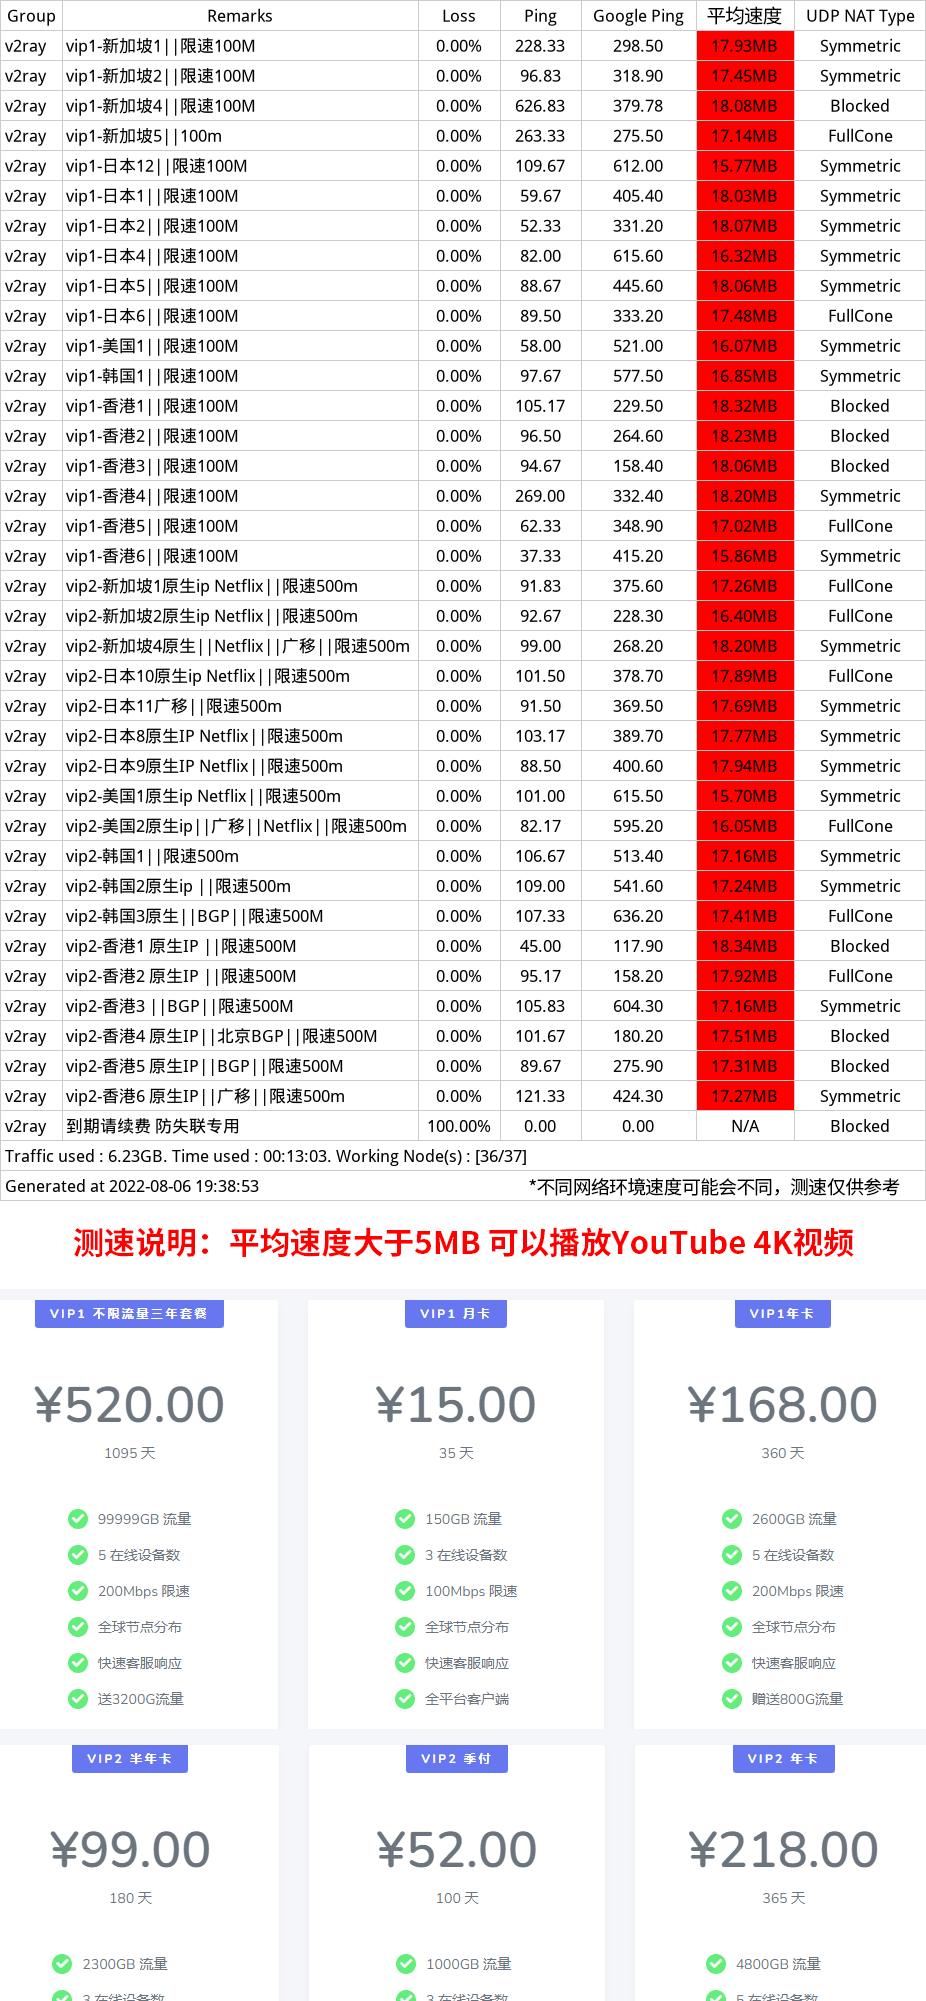 Group Remarks Loss Ping Google Ping 平均速度 UDP NAT Type
v2ray vip1-新加坡1||限速100M 0.00% 228.33 298.50 17.93MB Symmetric
v2ray vip1-新加坡2||限速100M 0.00% 96.83 318.90 17.45MB Symmetric
v2ray vip1-新加坡4||限速100M 0.00% 626.83 379.78 18.08MB Blocked
v2ray vip1-新加坡5||100m 0.00% 263.33 275.50 17.14MB FullCone
v2ray vip1-日本12||限速100M 0.00% 109.67 612.00 15.77MB Symmetric
v2ray vip1-日本1||限速100M 0.00% 59.67 405.40 18.03MB Symmetric
v2ray vip1-日本2||限速100M 0.00% 52.33 331.20 18.07MB Symmetric
v2ray vip1-日本4||限速100M 0.00% 82.00 615.60 16.32MB Symmetric
v2ray vip1-日本5||限速100M 0.00% 88.67 445.60 18.06MB Symmetric
v2ray vip1-日本6||限速100M 0.00% 89.50 333.20 17.48MB FullCone
v2ray vip1-美国1||限速100M 0.00% 58.00 521.00 16.07MB Symmetric
v2ray vip1-韩国1||限速100M 0.00% 97.67 577.50 16.85MB Symmetric
v2ray vip1-香港1||限速100M 0.00% 105.17 229.50 18.32MB Blocked
v2ray vip1-香港2||限速100M 0.00% 96.50 264.60 18.23MB Blocked
v2ray vip1-香港3||限速100M 0.00% 94.67 158.40 18.06MB Blocked
v2ray vip1-香港4||限速100M 0.00% 269.00 332.40 18.20MB Symmetric
v2ray vip1-香港5||限速100M 0.00% 62.33 348.90 17.02MB FullCone
v2ray vip1-香港6||限速100M 0.00% 37.33 415.20 15.86MB Symmetric
v2ray vip2-新加坡1原生ip Netflix||限速500m 0.00% 91.83 375.60 17.26MB FullCone
v2ray vip2-新加坡2原生ip Netflix||限速500m 0.00% 92.67 228.30 16.40MB FullCone
v2ray vip2-新加坡4原生||Netflix||广移||限速500m 0.00% 99.00 268.20 18.20MB Symmetric
v2ray vip2-日本10原生ip Netflix||限速500m 0.00% 101.50 378.70 17.89MB FullCone
v2ray vip2-日本11广移||限速500m 0.00% 91.50 369.50 17.69MB Symmetric
v2ray vip2-日本8原生IP Netflix||限速500m 0.00% 103.17 389.70 17.77MB Symmetric
v2ray vip2-日本9原生IP Netflix||限速500m 0.00% 88.50 400.60 17.94MB Symmetric
v2ray vip2-美国1原生ip Netflix||限速500m 0.00% 101.00 615.50 15.70MB Symmetric
v2ray vip2-美国2原生ip||广移||Netflix||限速500m 0.00% 82.17 595.20 16.05MB FullCone
v2ray vip2-韩国1||限速500m 0.00% 106.67 513.40 17.16MB Symmetric
v2ray vip2-韩国2原生ip ||限速500m 0.00% 109.00 541.60 17.24MB Symmetric
v2ray vip2-韩国3原生||BGP||限速500M 0.00% 107.33 636.20 17.41MB FullCone
v2ray vip2-香港1 原生IP ||限速500M 0.00% 45.00 117.90 18.34MB Blocked
v2ray vip2-香港2 原生IP ||限速500M 0.00% 95.17 158.20 17.92MB FullCone
v2ray vip2-香港3 ||BGP||限速500M 0.00% 105.83 604.30 17.16MB Symmetric
v2ray vip2-香港4 原生IP||北京BGP||限速500M 0.00% 101.67 180.20 17.51MB Blocked
v2ray vip2-香港5 原生IP||BGP||限速500M 0.00% 89.67 275.90 17.31MB Blocked
v2ray vip2-香港6 原生IP||广移||限速500m 0.00% 121.33 424.30 17.27MB Symmetric
v2ray 到期请续费 防失联专用 100.00% 0.00 0.00 N/A Blocked
Traffic used : 6.23GB. Time used : 00:13:03. Working Node(s) : [36/37]
Generated at 2022-08-06 19:38:53 *不同网络环境速度可能会不同，测速仅供参考
测速说明：平均速度大于5MB 可以播放YouTube 4K视频
VIP1 不限流量三年套餐 VIP1 月卡 VIP1年卡
¥520.00 ¥15.00 ¥168.00
1095 天 35 天 360 天
99999GB 流量 150GB 流量 2600GB 流量
5 在线设备数 3 在线设备数 5 在线设备数
200Mbps 限速 100Mbps 限速 200Mbps 限速
全球节点分布 全球节点分布 全球节点分布
快速客服响应 快速客服响应 快速客服响应
送3200G流量 全平台客户端 赠送800G流量
VIP2 半年卡 VIP2 季付 VIP2 年卡
¥99.00 ¥52.00 ¥218.00
180 天 100 天 365 天
2300GB 流量 1000GB 流量 4800GB 流量
3 在线设备数 3 在线设备数 5 在线设备数